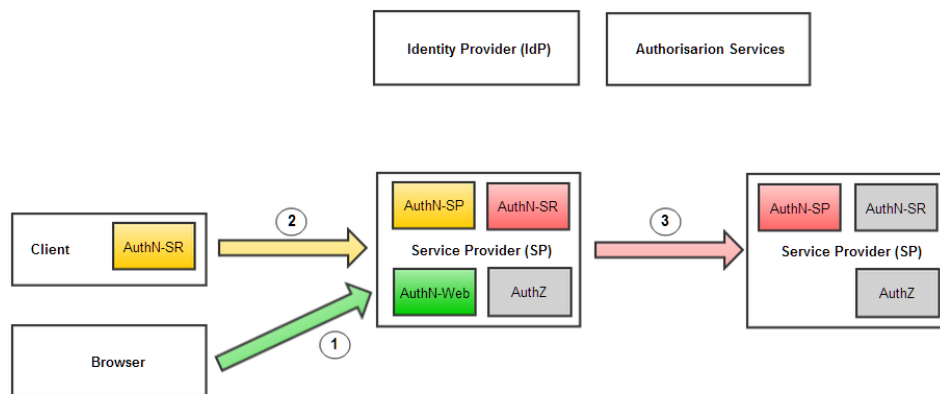 Identity Provider (IdP)
Authorisarion Services
AuthN-SP
AuthN-SR
Service Provider (SP)
AuthN-Web
AuthZ
AuthN-SP
AuthN-SR
Service Provider (SP)
AuthZ
2
3
Client
AuthN-SR
1
Browser